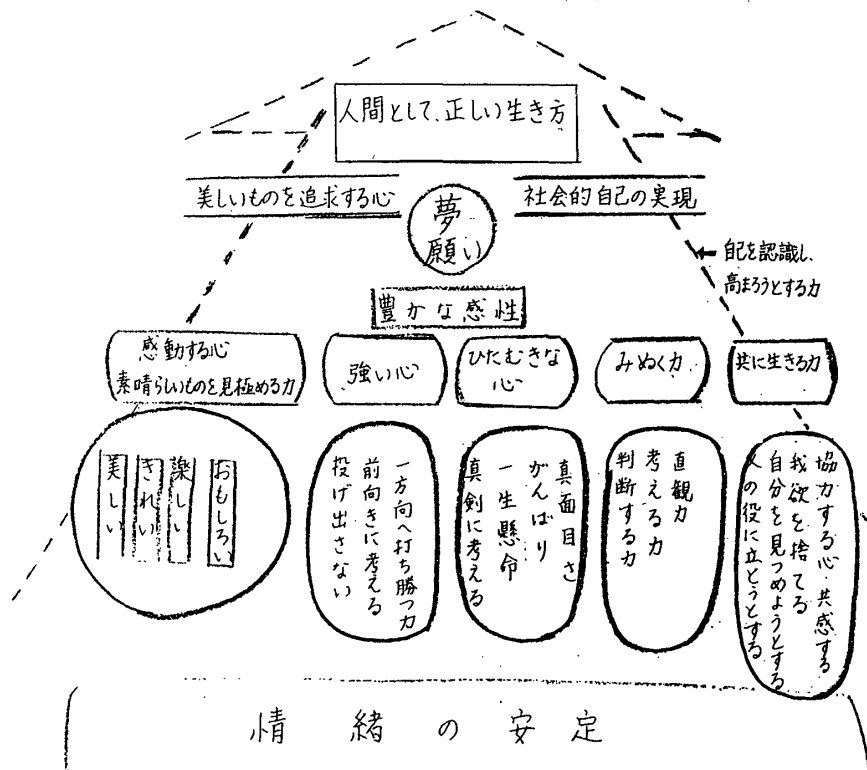 人間として、正しい生き方
美しいものを追求する心
社会的自己の実現
夢
願い
自己を認識し、
高まろうとする力
豊かな感性
感動する心
素晴らしいものを見極める力
強い心
ひたむきな
心
みぬく力
共に生きる力
おもしろい
楽しい
きれい
美しい
一方向へ打ち勝つ力
前向きに考える
投げ出さない
真面目さ
がんばり
一生懸命
真剣に考える
直観力
考える力
判断する力
協力する心・共感する
我欲を捨てる
自分を見つめようとする
人の役に立とうとする
情緒の安定